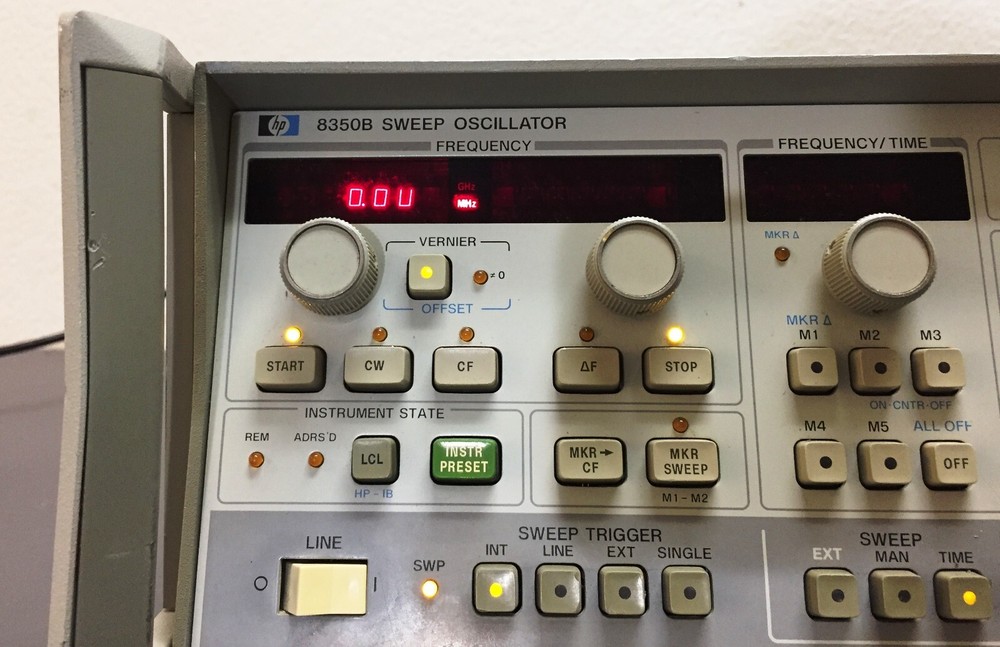 hp 8350B SWEEP OSCILLATOR
FREQUENCY
FREQUENCY/TIME
0.0U
GHz
MHz
VERNIER
≠ 0
OFFSET
MKR Δ
START
CW
CF
ΔF
STOP
MKR Δ
M1
M2
M3
ON-CNTR-OFF
INSTRUMENT STATE
REM
ADRS'D
LCL
HP-IB
INSTR
PRESET
MKR→
CF
MKR
SWEEP
M1-M2
M4
M5
ALL OFF
OFF
LINE
O
I
SWP
SWEEP TRIGGER
INT
LINE
EXT
SINGLE
SWEEP
EXT
MAN
TIME